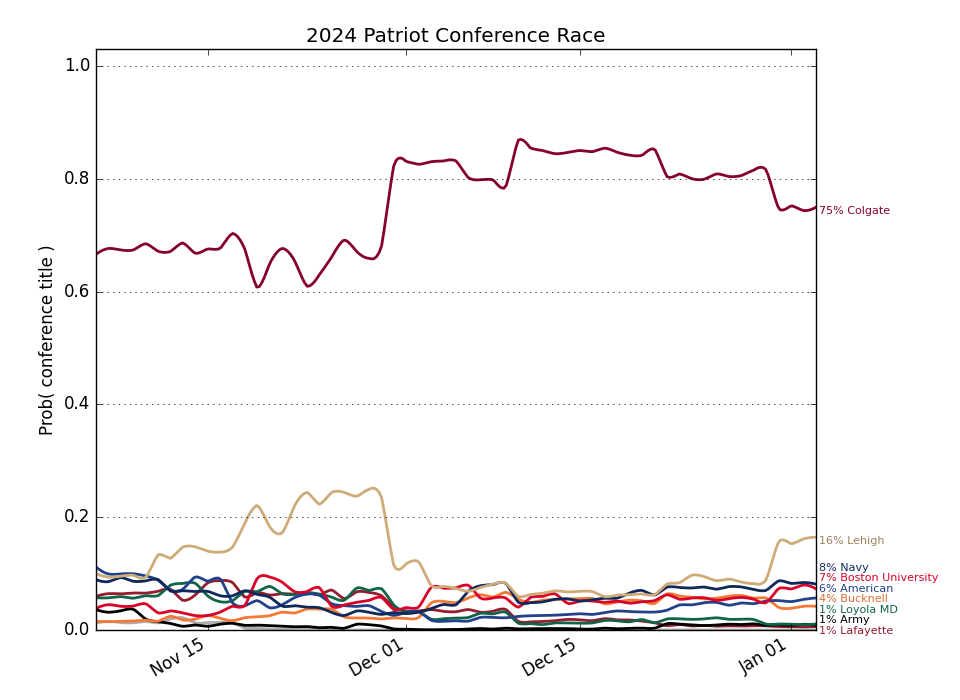 2024 Patriot Conference Race
Prob( conference title )
1.0
0.8
0.6
0.4
0.2
0.0
Nov 15
Dec 01
Dec 15
Jan 01
75% Colgate
16% Lehigh
8% Navy
7% Boston University
6% American
4% Bucknell
1% Loyola MD
1% Army
1% Lafayette